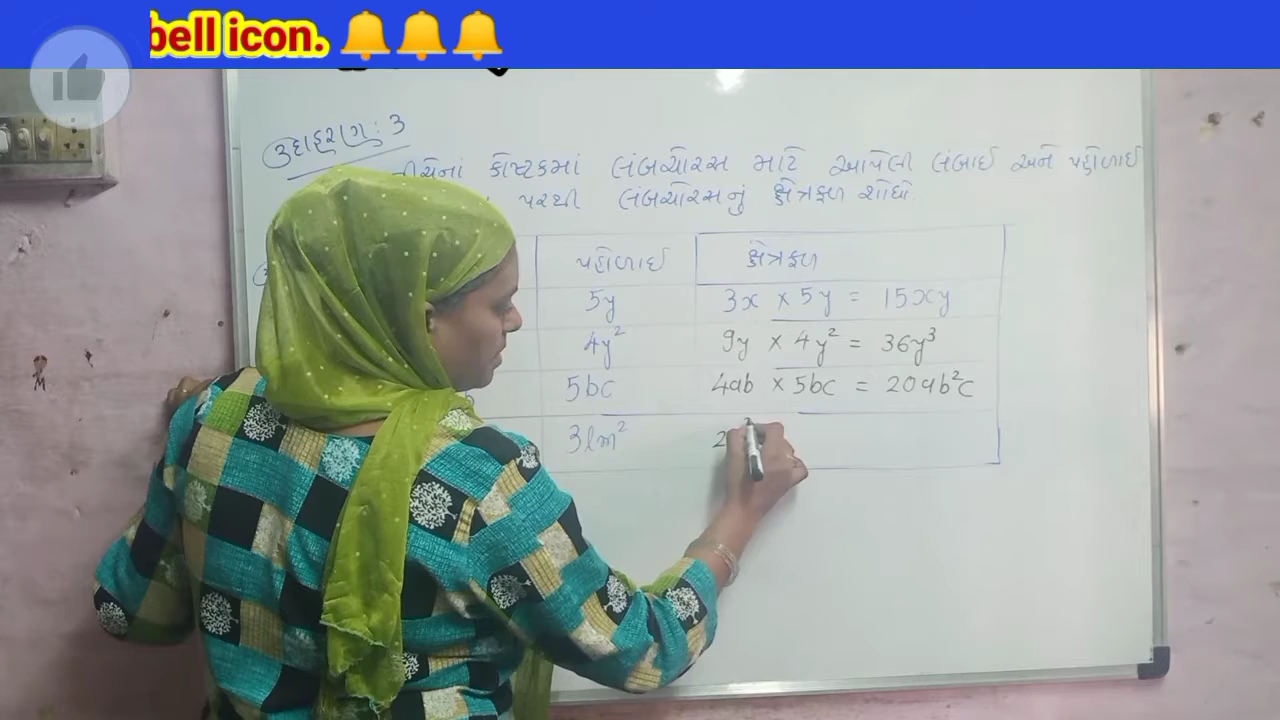 bell icon. 🔔🔔🔔
ઉદાહરણ : 3
નીચેનાં કોષ્ટકમાં લંબચોરસ માટે આપેલી લંબાઈ અને પહોળાઈ
પરથી લંબચોરસનું ક્ષેત્રફળ શોધો.
પહોળાઈ ક્ષેત્રફળ
5y 3x × 5y = 15xy
4y² 9y × 4y² = 36y³
5bc 4ab × 5bc = 20ab²c
3lm² 2